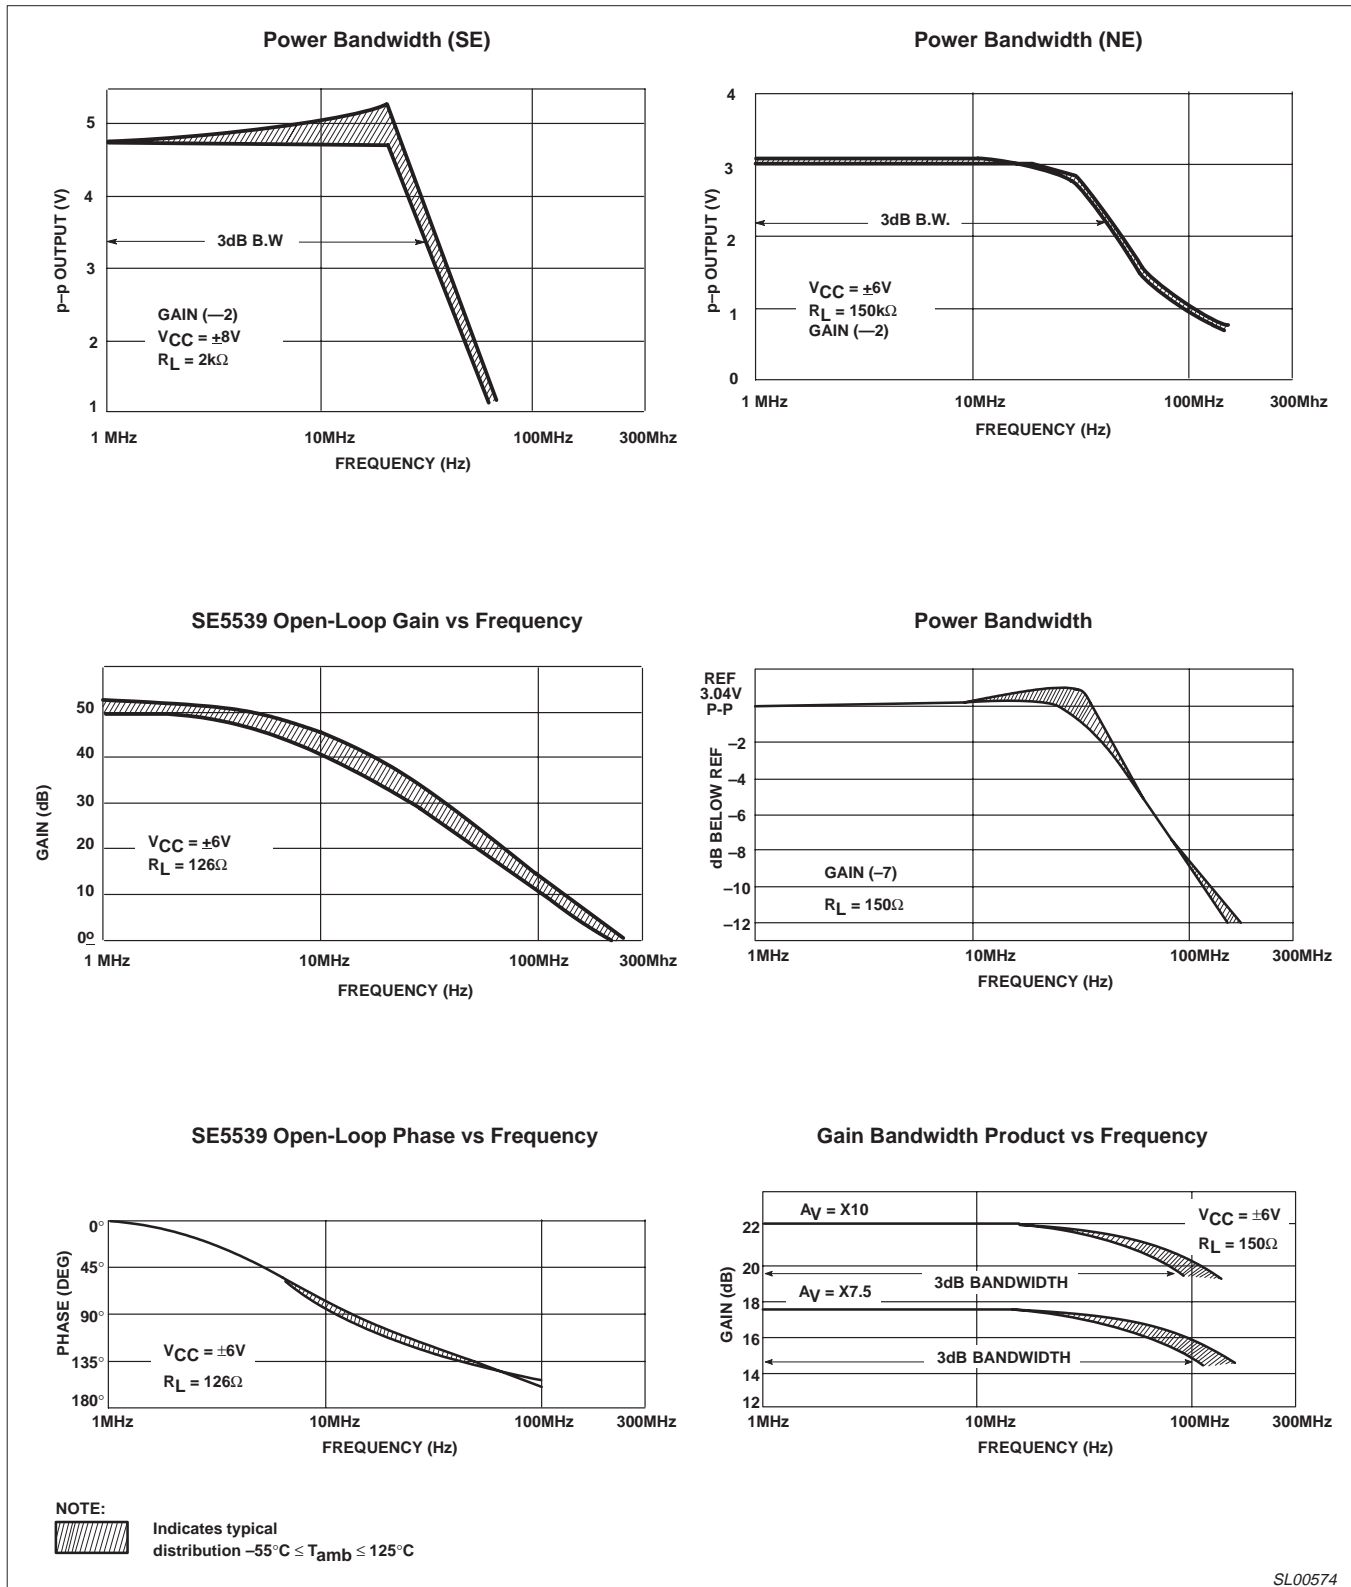 Power Bandwidth (SE)
p–p OUTPUT (V)
5
4
3
2
1
3dB B.W
GAIN (—2)
VCC = ±8V
RL = 2kΩ
1 MHz 10MHz 100MHz 300Mhz
FREQUENCY (Hz)
Power Bandwidth (NE)
p–p OUTPUT (V)
4
3
2
1
0
3dB B.W.
VCC = ±6V
RL = 150kΩ
GAIN (—2)
1 MHz 10MHz 100MHz 300Mhz
FREQUENCY (Hz)
SE5539 Open-Loop Gain vs Frequency
GAIN (dB)
50
40
30
20
10
0º
VCC = ±6V
RL = 126Ω
1 MHz 10MHz 100MHz 300Mhz
FREQUENCY (Hz)
Power Bandwidth
REF
3.04V
P-P
dB BELOW REF
–2
–4
–6
–8
–10
–12
GAIN (–7)
RL = 150Ω
1MHz 10MHz 100MHz 300MHz
FREQUENCY (Hz)
SE5539 Open-Loop Phase vs Frequency
PHASE (DEG)
0°
45°
90°
135°
180°
VCC = ±6V
RL = 126Ω
1MHz 10MHz 100MHz 300MHz
FREQUENCY (Hz)
Gain Bandwidth Product vs Frequency
GAIN (dB)
22
20
18
16
14
12
AV = X10
VCC = ±6V
RL = 150Ω
3dB BANDWIDTH
AV = X7.5
3dB BANDWIDTH
1MHz 10MHz 100MHz 300MHz
FREQUENCY (Hz)
NOTE:
Indicates typical
distribution –55°C ≤ Tamb ≤ 125°C
SL00574